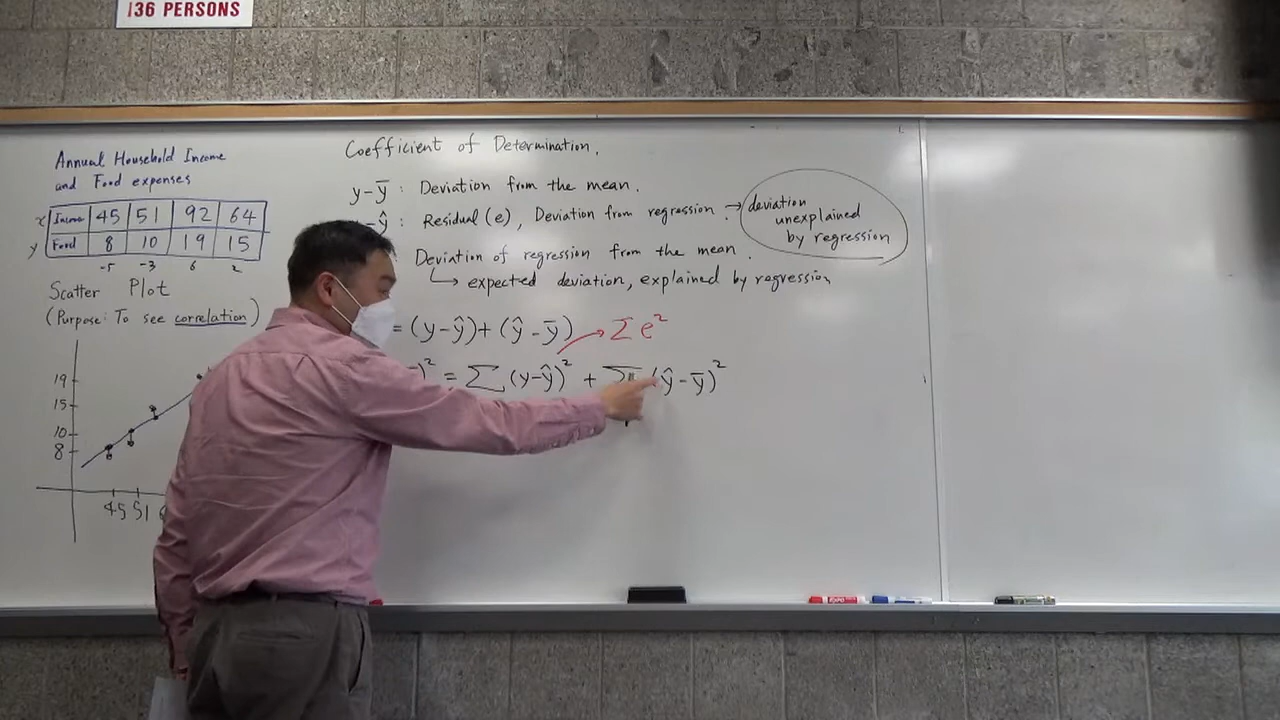 136 PERSONS
Annual Household Income
and Food expenses
x Income 45 51 92 64
y Food 8 10 19 15
-5 -3 6 2
Scatter Plot
(Purpose: To see correlation)
19
15
10
8
45 51
Coefficient of Determination.
y-ȳ : Deviation from the mean.
-ŷ : Residual (e), Deviation from regression. → deviation
unexplained
by regression
Deviation of regression from the mean.
↳ expected deviation, explained by regression
= (y-ŷ)+(ŷ-ȳ) → Σe²
)² = Σ(y-ŷ)² + Σ(ŷ-ȳ)²